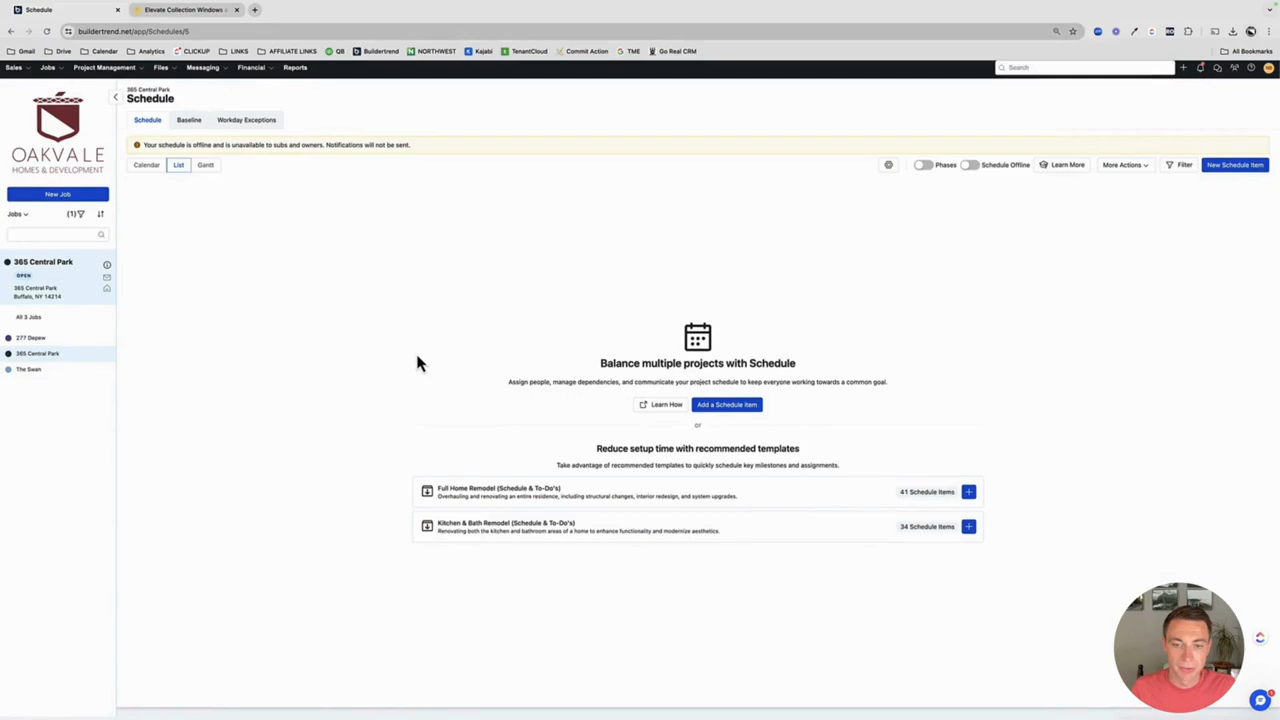 Schedule
Elevate Collection Windows
buildertrend.net/app/Schedules/5
Gmail
Drive
Calendar
Analytics
CLICKUP
LINKS
AFFILIATE LINKS
QB
Buildertrend
NORTHWEST
Kajabi
TenantCloud
Commit Action
TME
Go Real CRM
All Bookmarks
Sales
Jobs
Project Management
Files
Messaging
Financial
Reports
Search
OAKVALE
HOMES & DEVELOPMENT
New Job
Jobs
(1)
365 Central Park
OPEN
365 Central Park
Buffalo, NY 14214
All 3 Jobs
277 Depew
365 Central Park
The Swan
365 Central Park
Schedule
Schedule
Baseline
Workday Exceptions
Your schedule is offline and is unavailable to subs and owners. Notifications will not be sent.
Calendar
List
Gantt
Phases
Schedule Offline
Learn More
More Actions
Filter
New Schedule Item
Balance multiple projects with Schedule
Assign people, manage dependencies, and communicate your project schedule to keep everyone working towards a common goal.
Learn How
Add a Schedule Item
or
Reduce setup time with recommended templates
Take advantage of recommended templates to quickly schedule key milestones and assignments.
Full Home Remodel (Schedule & To-Do's)
Overhauling and renovating an entire residence, including structural changes, interior redesign, and system upgrades.
41 Schedule Items
Kitchen & Bath Remodel (Schedule & To-Do's)
Renovating both the kitchen and bathroom areas of a home to enhance functionality and modernize aesthetics.
34 Schedule Items